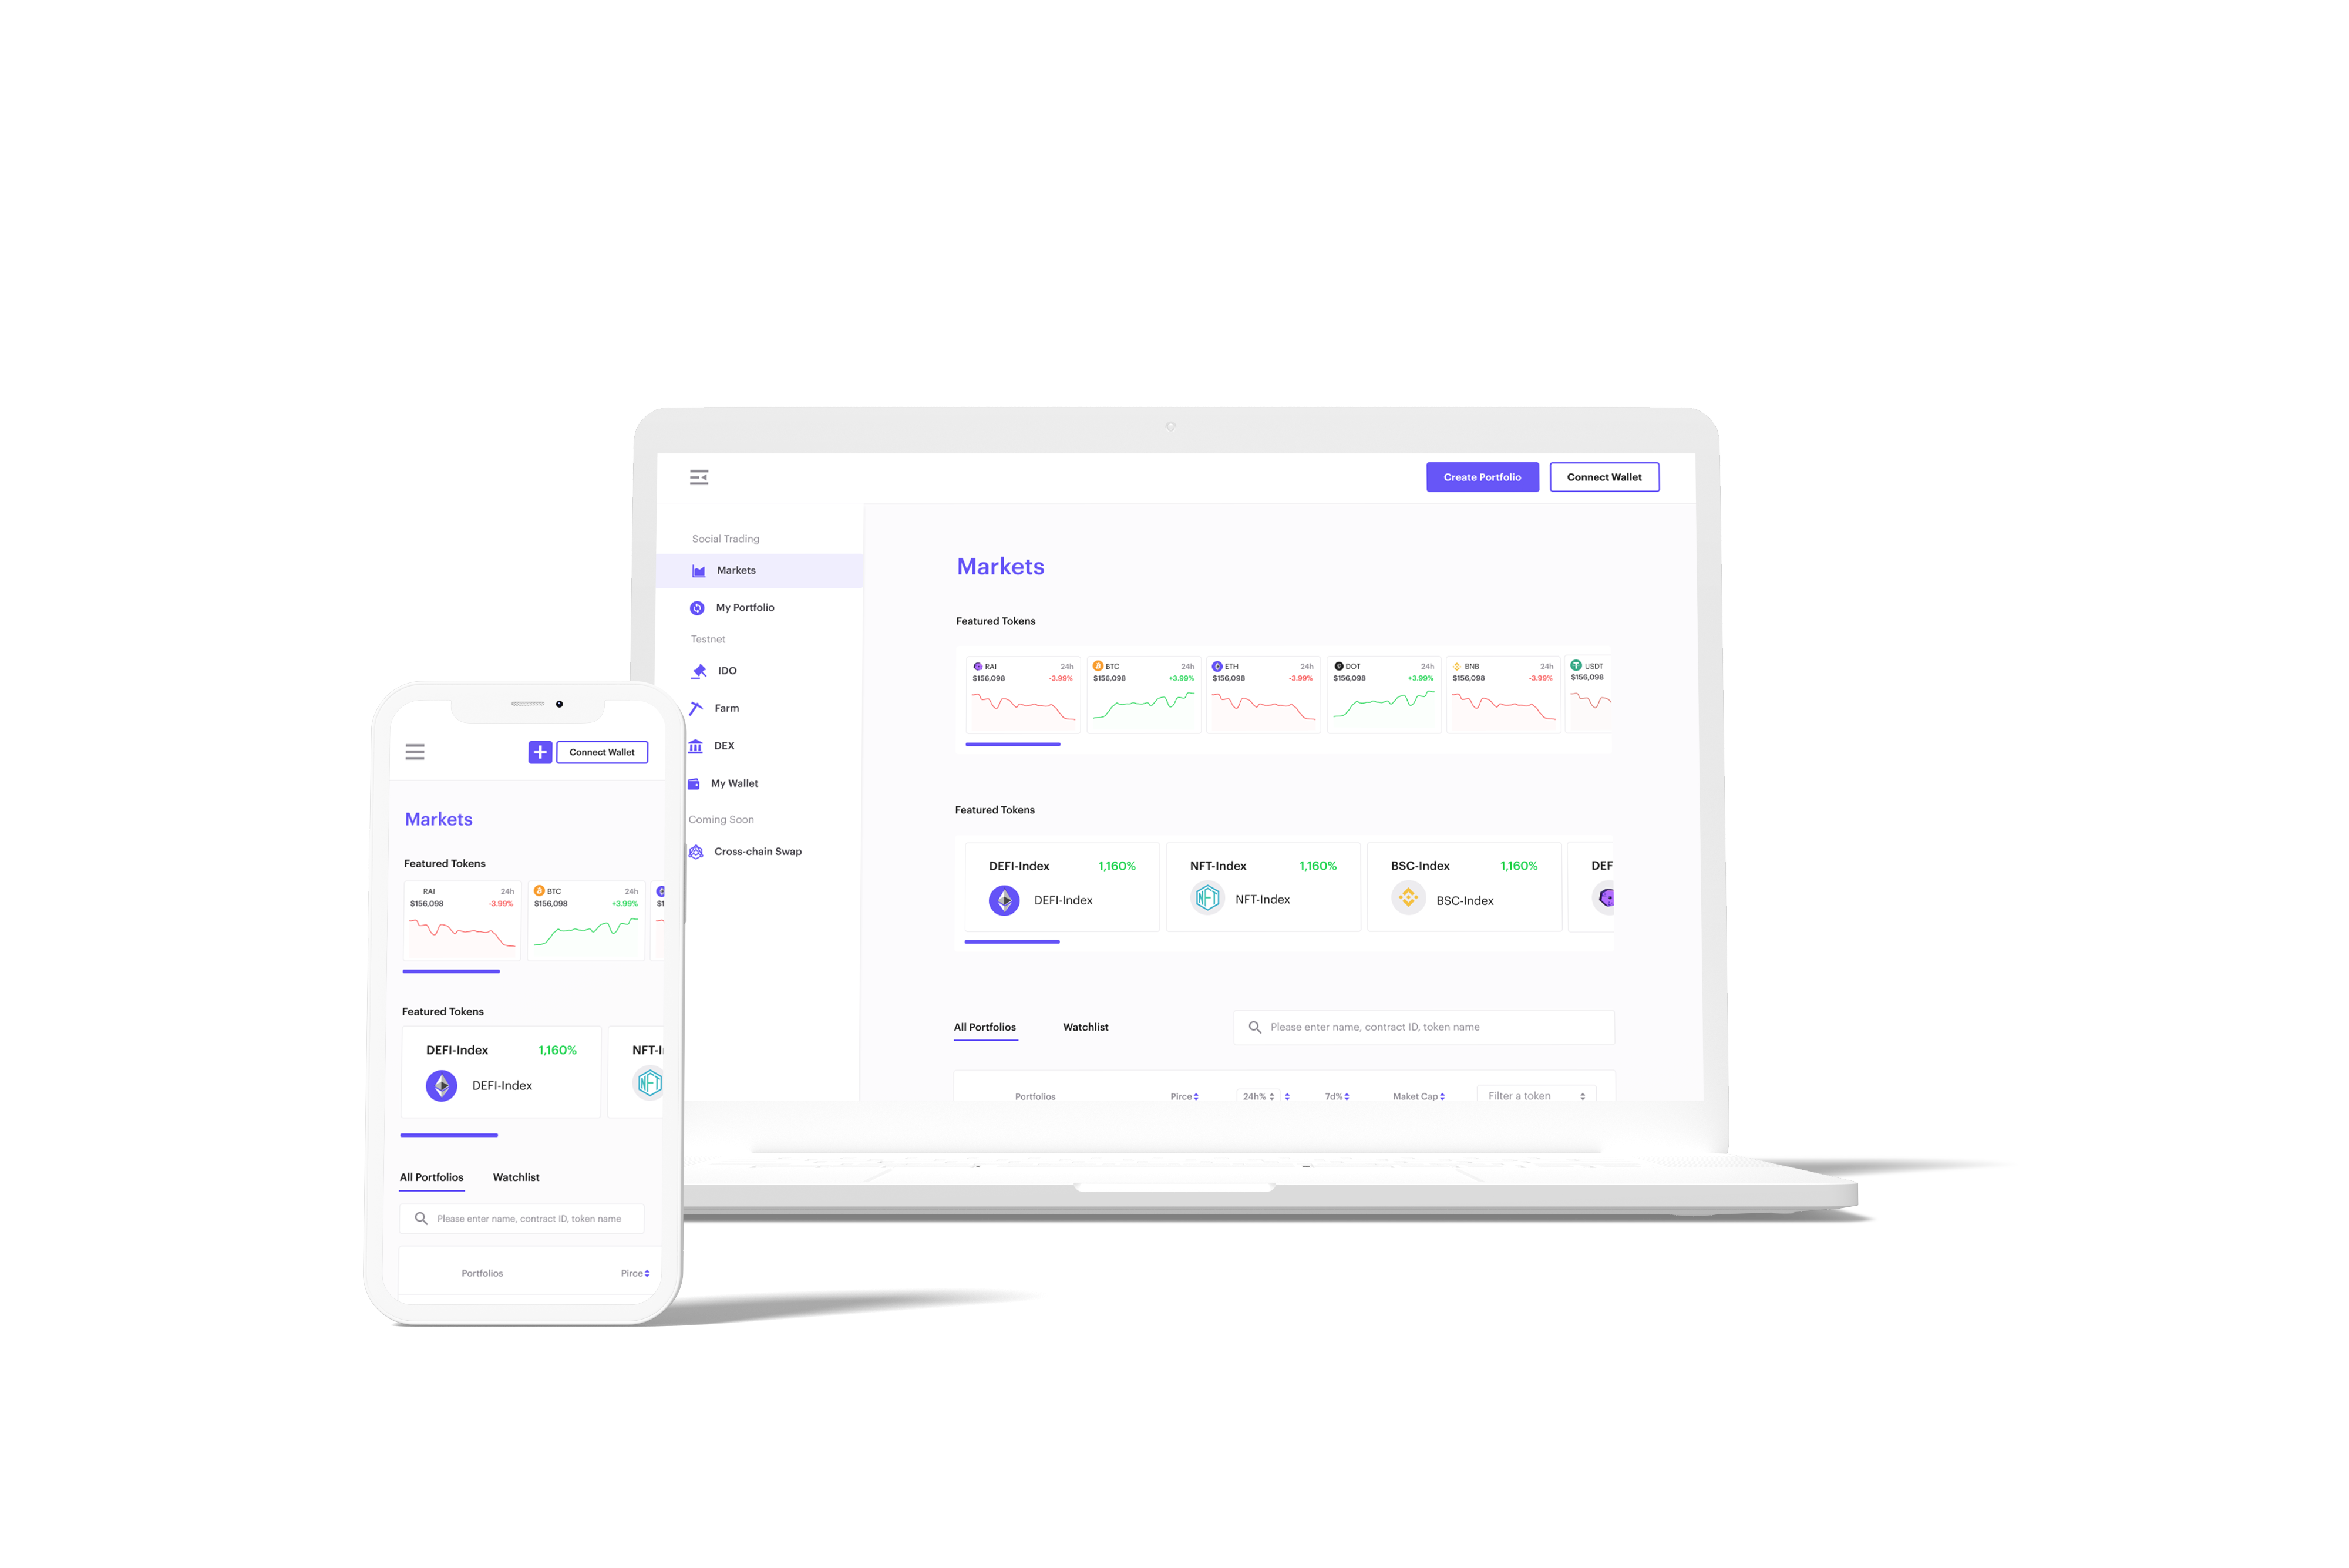 Create Portfolio
Connect Wallet
Social Trading
Markets
My Portfolio
Testnet
IDO
Farm
DEX
My Wallet
Coming Soon
Cross-chain Swap
Markets
Featured Tokens
RAI 24h
$156,098 -3.99%
BTC 24h
$156,098 +3.99%
ETH 24h
$156,098 -3.99%
DOT 24h
$156,098 +3.99%
BNB 24h
$156,098 -3.99%
USDT
$156,098
Featured Tokens
DEFI-Index 1,160%
DEFI-Index
NFT-Index 1,160%
NFT
NFT-Index
BSC-Index 1,160%
BSC-Index
DEF
All Portfolios Watchlist
Please enter name, contract ID, token name
Portfolios Pirce 24h% 7d% Maket Cap Filter a token
Connect Wallet
Markets
Featured Tokens
RAI 24h
$156,098 -3.99%
BTC 24h
$156,098 +3.99%
$1
Featured Tokens
DEFI-Index 1,160%
DEFI-Index
NFT-I
NFT
All Portfolios Watchlist
Please enter name, contract ID, token name
Portfolios Pirce